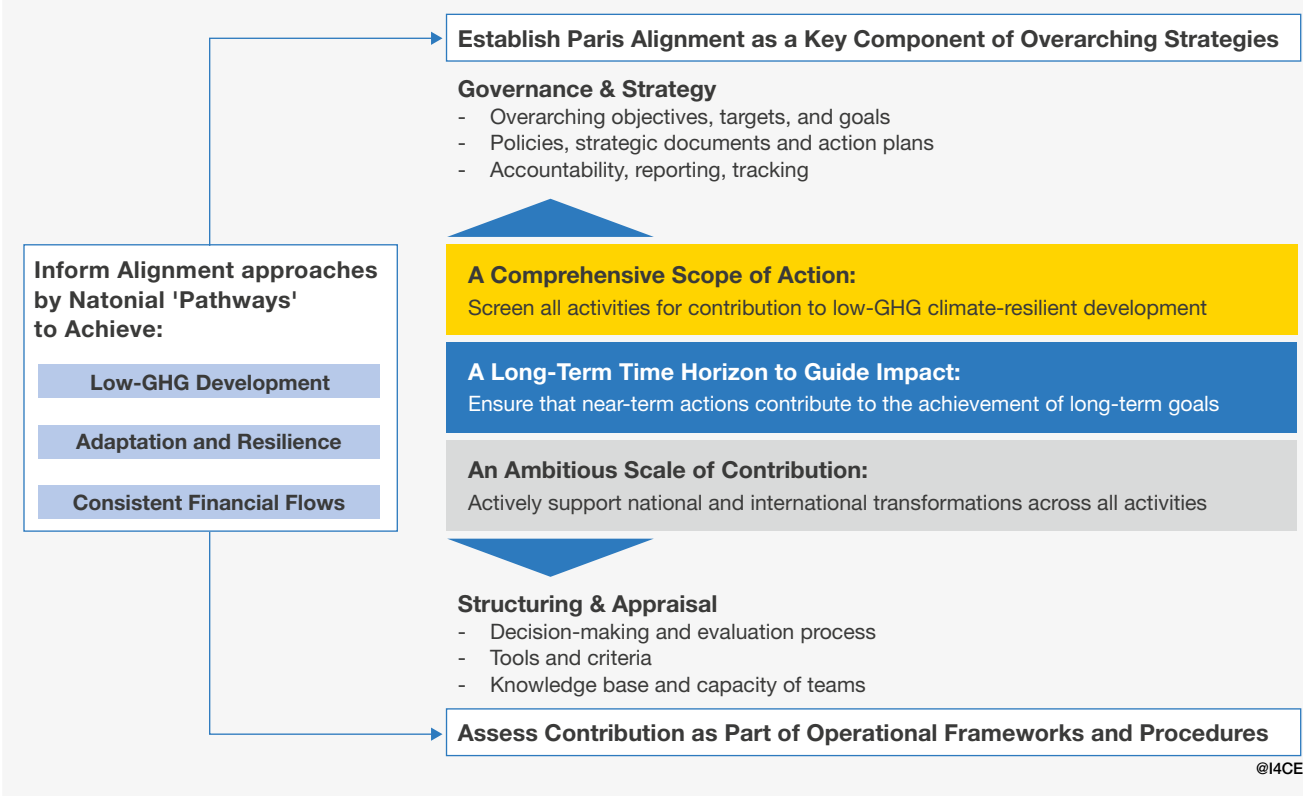 Establish Paris Alignment as a Key Component of Overarching Strategies
Governance & Strategy
- Overarching objectives, targets, and goals
- Policies, strategic documents and action plans
- Accountability, reporting, tracking
Inform Alignment approaches
by Natonial 'Pathways'
to Achieve:
Low-GHG Development
Adaptation and Resilience
Consistent Financial Flows
A Comprehensive Scope of Action:
Screen all activities for contribution to low-GHG climate-resilient development
A Long-Term Time Horizon to Guide Impact:
Ensure that near-term actions contribute to the achievement of long-term goals
An Ambitious Scale of Contribution:
Actively support national and international transformations across all activities
Structuring & Appraisal
- Decision-making and evaluation process
- Tools and criteria
- Knowledge base and capacity of teams
Assess Contribution as Part of Operational Frameworks and Procedures
@I4CE